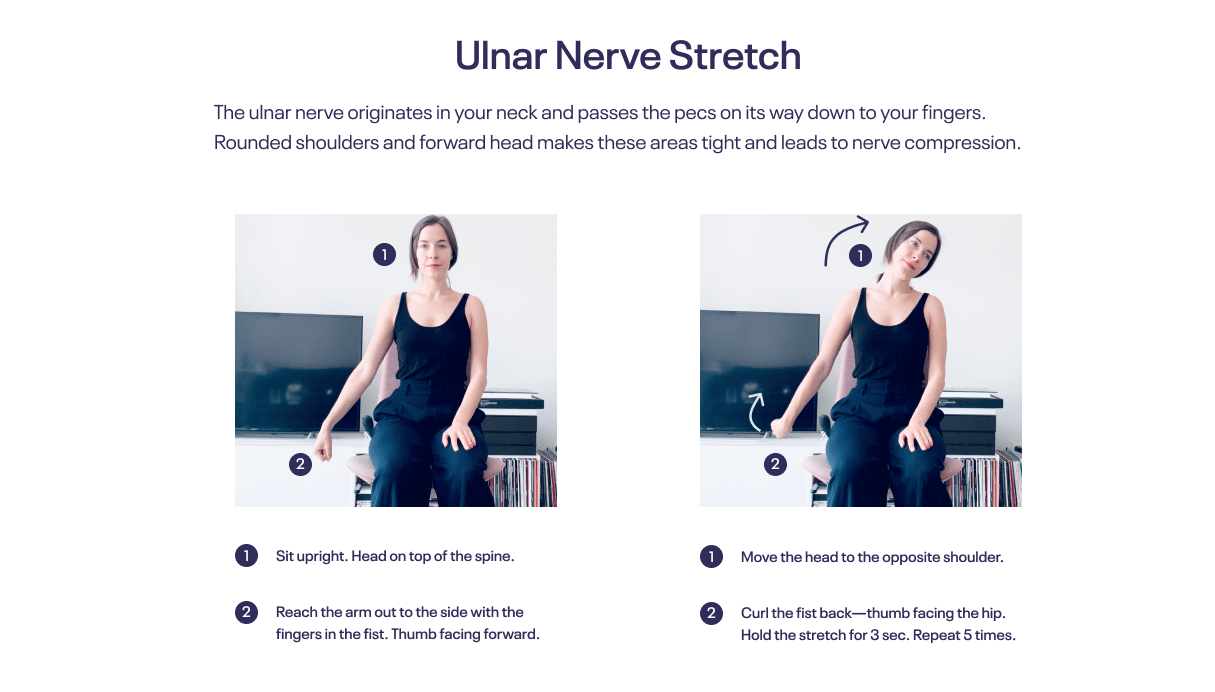 Ulnar Nerve Stretch
The ulnar nerve originates in your neck and passes the pecs on its way down to your fingers.
Rounded shoulders and forward head makes these areas tight and leads to nerve compression.
1
2
1
2
1 Sit upright. Head on top of the spine.
2 Reach the arm out to the side with the
fingers in the fist. Thumb facing forward.
1 Move the head to the opposite shoulder.
2 Curl the fist back—thumb facing the hip.
Hold the stretch for 3 sec. Repeat 5 times.